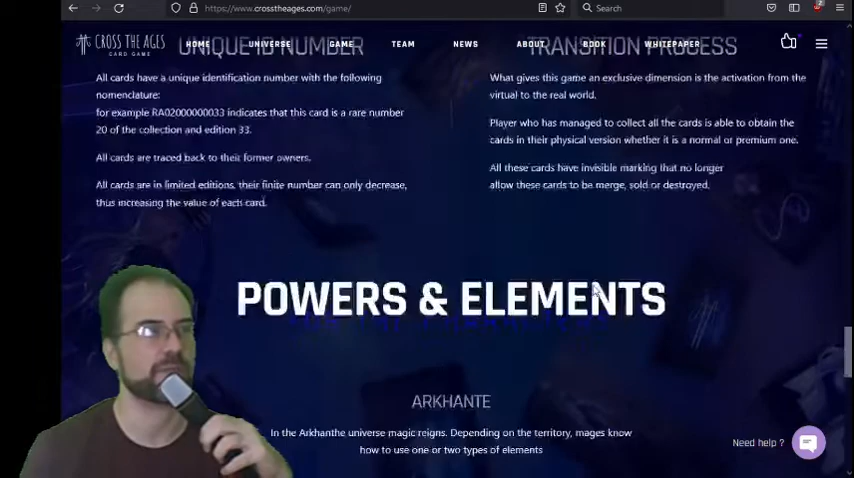 https://www.crosstheages.com/game/
Search
2
CROSS THE AGES
CARD GAME
HOME
UNIVERSE
GAME
TEAM
NEWS
ABOUT
BOOK
WHITEPAPER
UNIQUE ID NUMBER
All cards have a unique identification number with the following
nomenclature:
for example RA02000000033 indicates that this card is a rare number
20 of the collection and edition 33.
All cards are traced back to their former owners.
All cards are in limited editions, their finite number can only decrease,
thus increasing the value of each card.
TRANSITION PROCESS
What gives this game an exclusive dimension is the activation from the
virtual to the real world.
Player who has managed to collect all the cards is able to obtain the
cards in their physical version whether it is a normal or premium one.
All these cards have invisible marking that no longer
allow these cards to be merge, sold or destroyed.
POWERS & ELEMENTS
FOR THE CHARACTERS
ARKHANTE
In the Arkhanthe universe magic reigns. Depending on the territory, mages know
how to use one or two types of elements
Need help ?